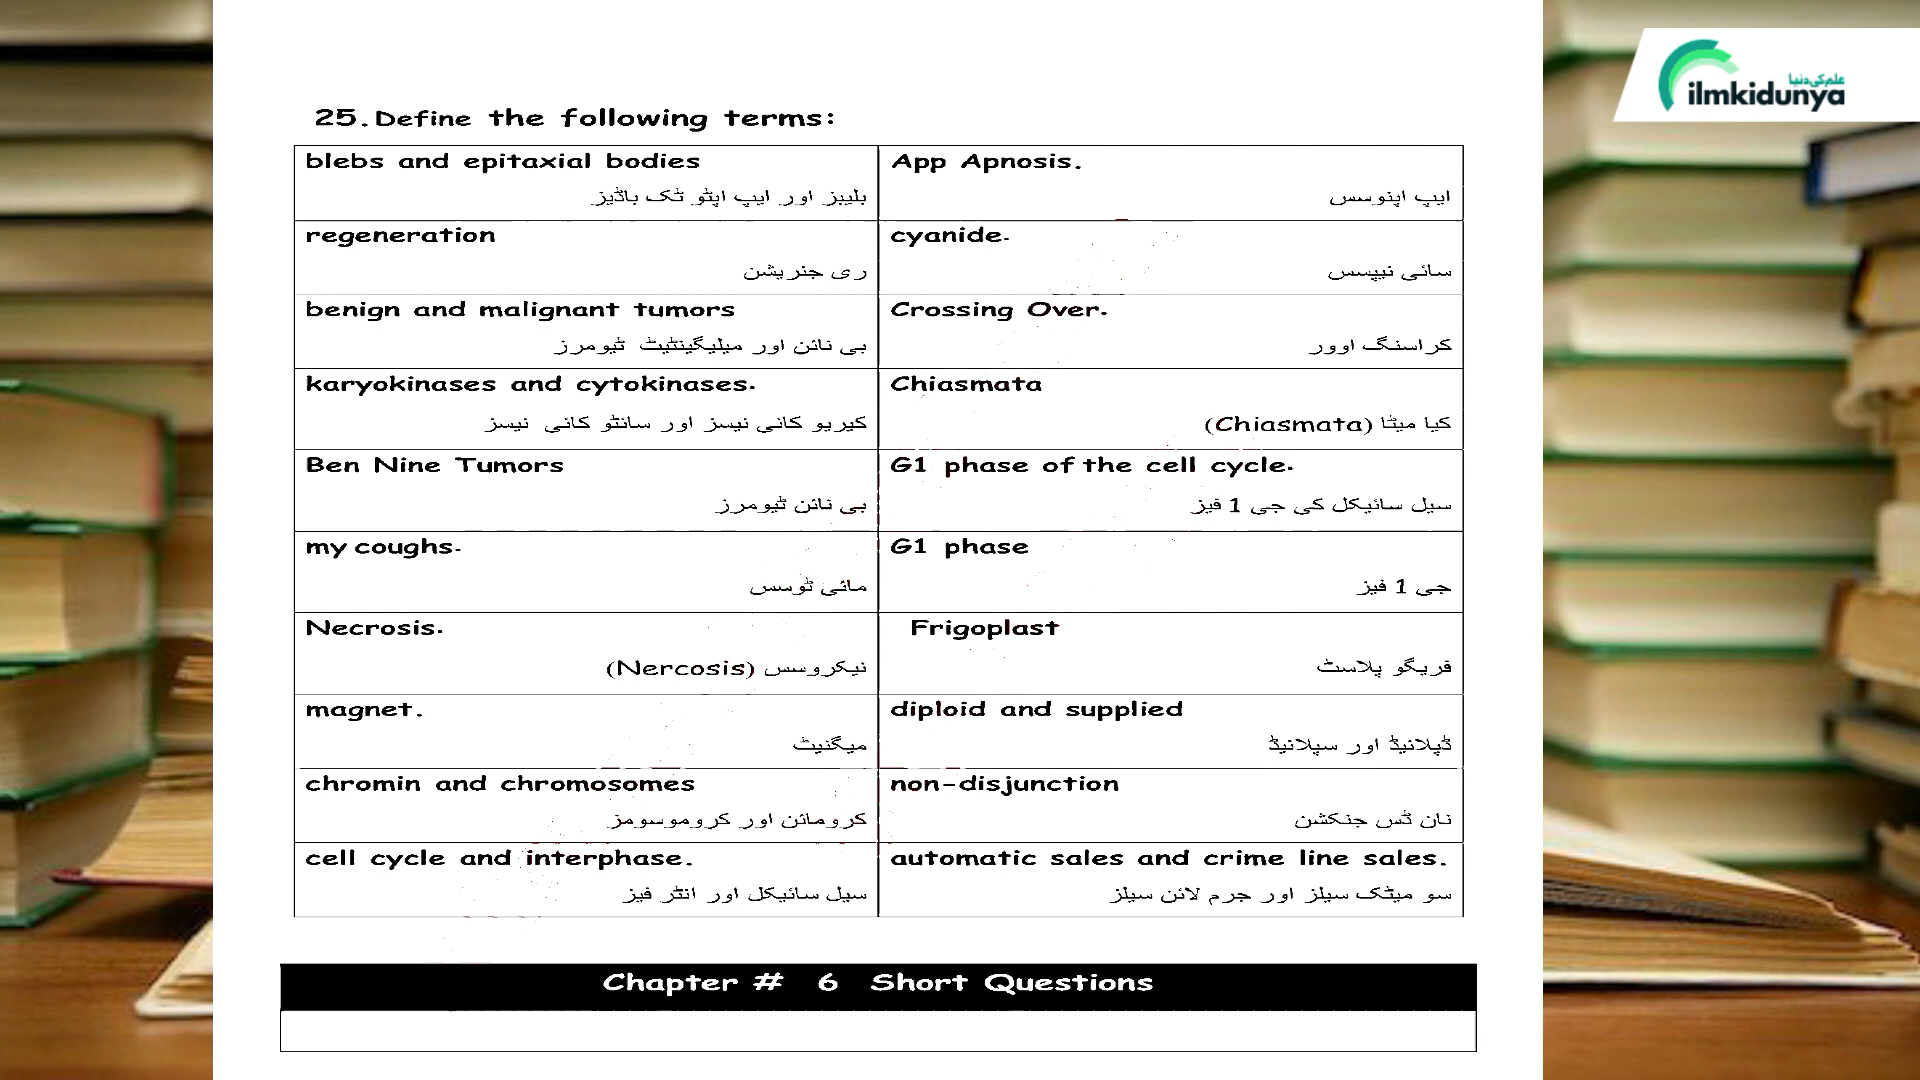 علم کی دنیا
ilmkidunya
25. Define the following terms:
blebs and epitaxial bodies
بلیبز اور ایپ اپٹو ٹک باڈیز
App Apnosis.
ایپ اپنوسس
regeneration
ری جنریشن
cyanide.
سائی نیپسس
benign and malignant tumors
بی نائن اور میلیگینٹیٹ ٹیومرز
Crossing Over.
کراسنگ اوور
karyokinases and cytokinases.
کیریو کائی نیسز اور سائٹو کائی نیسز
Chiasmata
کیا میٹا (Chiasmata)
Ben Nine Tumors
بی نائن ٹیومرز
G1 phase of the cell cycle.
سیل سائیکل کی جی 1 فیز
my coughs.
مائی ٹوسس
G1 phase
جی 1 فیز
Necrosis.
نیکروسس (Nercosis)
Frigoplast
فریگو پلاسٹ
magnet.
میگنیٹ
diploid and supplied
ڈپلائیڈ اور سپلائیڈ
chromin and chromosomes
کرومائن اور کروموسومز
non-disjunction
نان ڈس جنکشن
cell cycle and interphase.
سیل سائیکل اور انٹر فیز
automatic sales and crime line sales.
سو میٹک سیلز اور جرم لائن سیلز
Chapter # 6 Short Questions